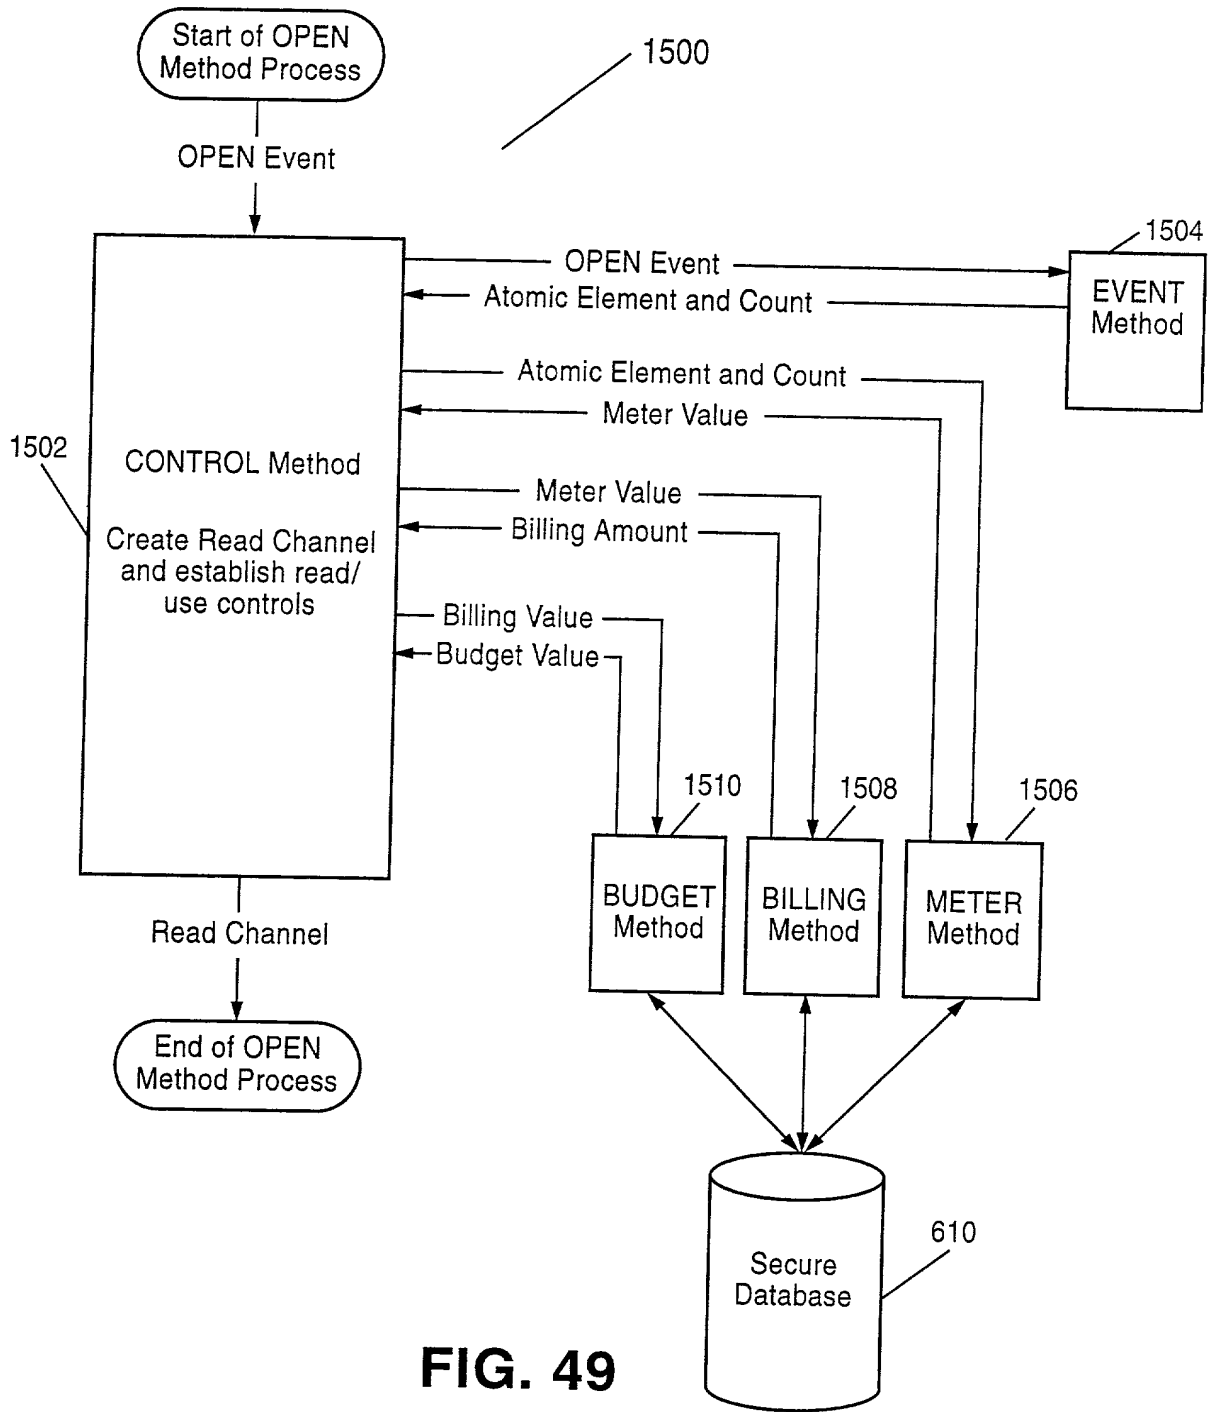 Start of OPEN
Method Process
1500
OPEN Event
1504
OPEN Event
EVENT
Method
Atomic Element and Count
Atomic Element and Count
Meter Value
1502
CONTROL Method
Create Read Channel
and establish read/
use controls
Meter Value
Billing Amount
Billing Value
Budget Value
1510
1508
1506
BUDGET
Method
BILLING
Method
METER
Method
Read Channel
End of OPEN
Method Process
610
Secure
Database
FIG. 49